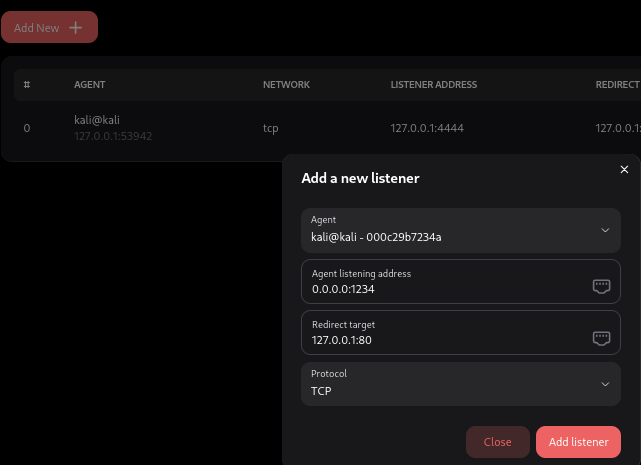 Add New
# AGENT NETWORK LISTENER ADDRESS REDIRECT
0 kali@kali tcp 127.0.0.1:4444 127.0.0.1:
127.0.0.1:53942
Add a new listener
Agent
kali@kali - 000c29b7234a
Agent listening address
0.0.0.0:1234
Redirect target
127.0.0.1:80
Protocol
TCP
Close Add listener